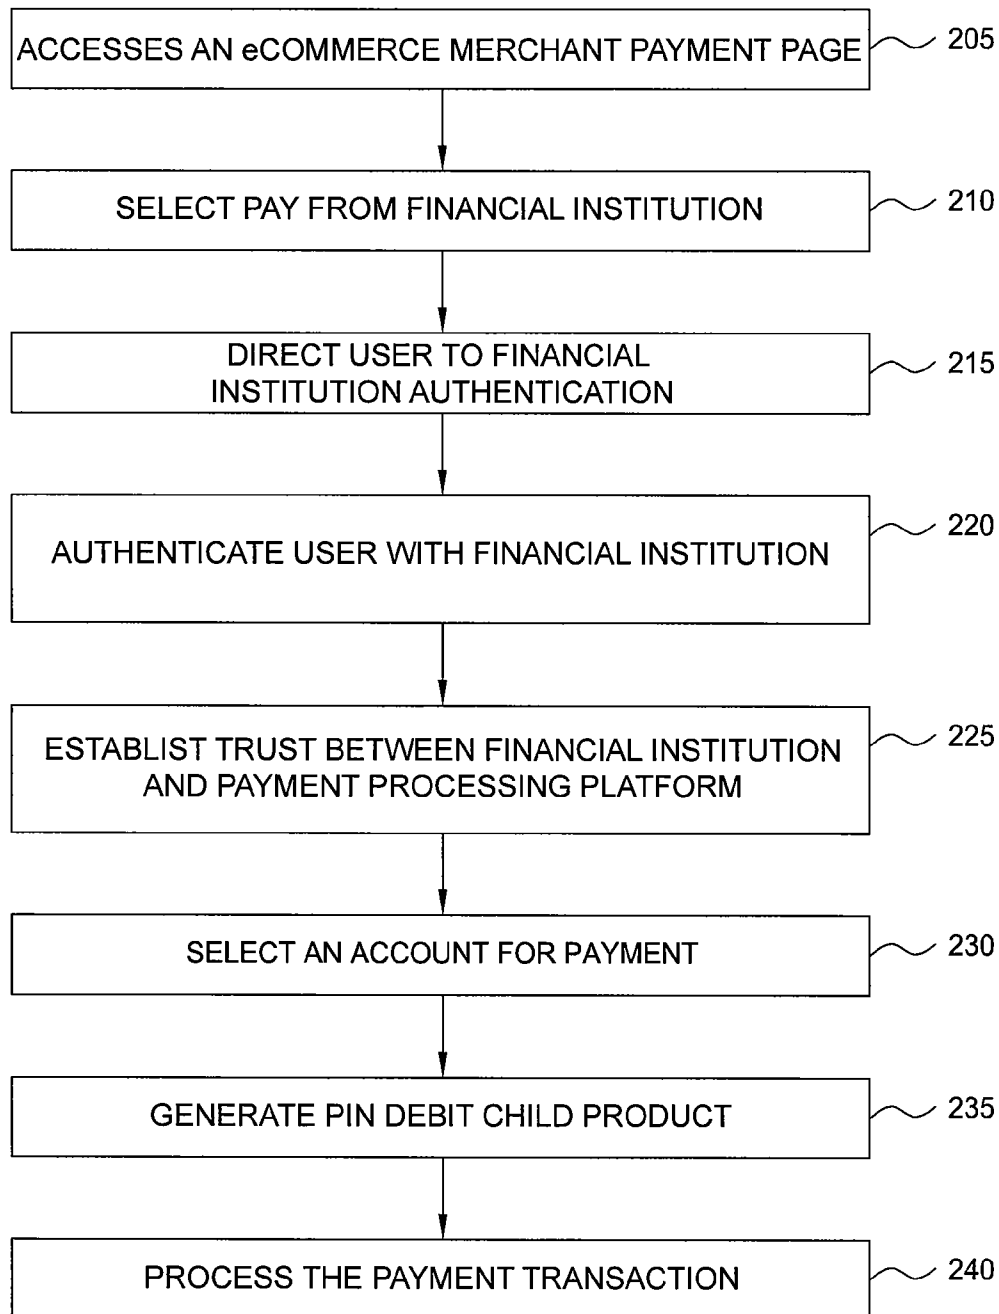 ACCESSES AN eCOMMERCE MERCHANT PAYMENT PAGE
205
SELECT PAY FROM FINANCIAL INSTITUTION
210
DIRECT USER TO FINANCIAL
INSTITUTION AUTHENTICATION
215
AUTHENTICATE USER WITH FINANCIAL INSTITUTION
220
ESTABLIST TRUST BETWEEN FINANCIAL INSTITUTION
AND PAYMENT PROCESSING PLATFORM
225
SELECT AN ACCOUNT FOR PAYMENT
230
GENERATE PIN DEBIT CHILD PRODUCT
235
PROCESS THE PAYMENT TRANSACTION
240